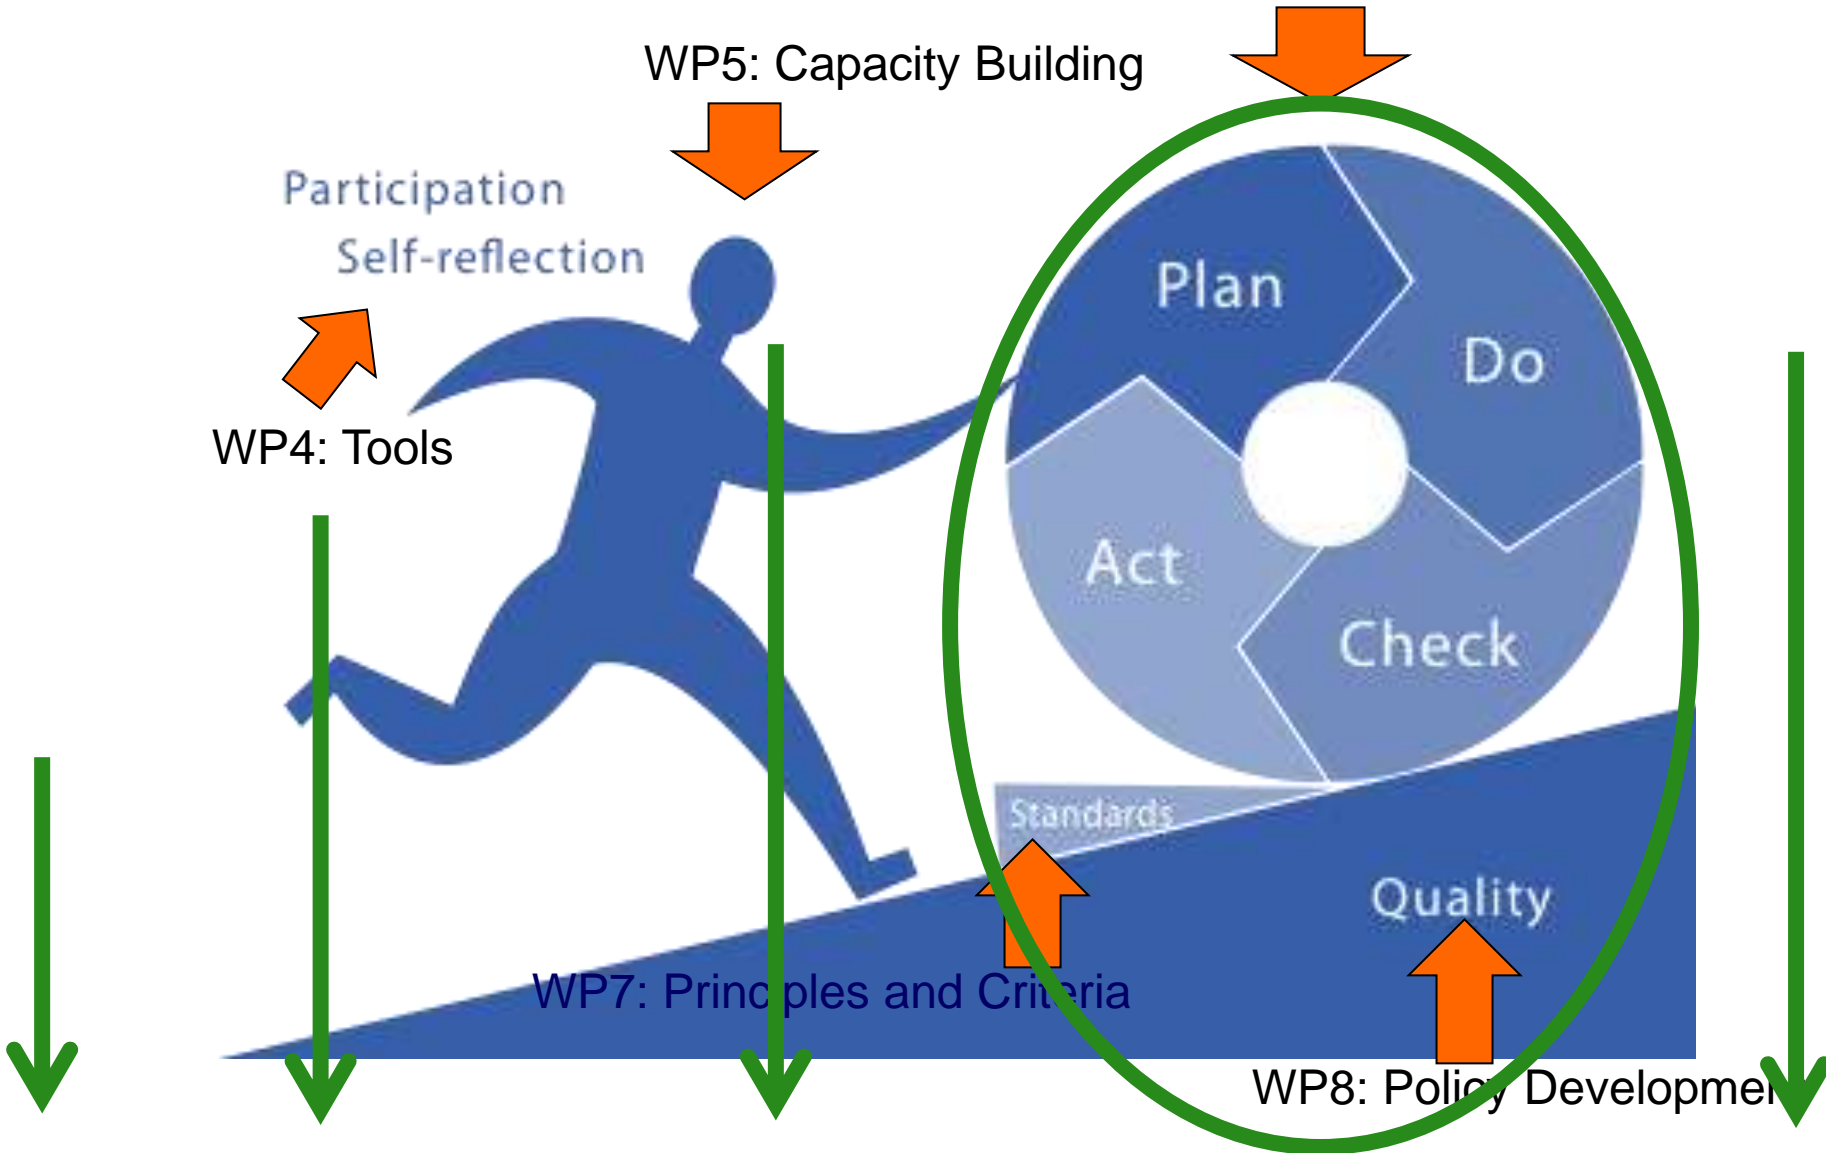 WP5: Capacity Building
Participation
Self-reflection
Plan
Do
WP4: Tools
Act
Check
Standards
Quality
WP7: Principles and Criteria
WP8: Policy Developmen